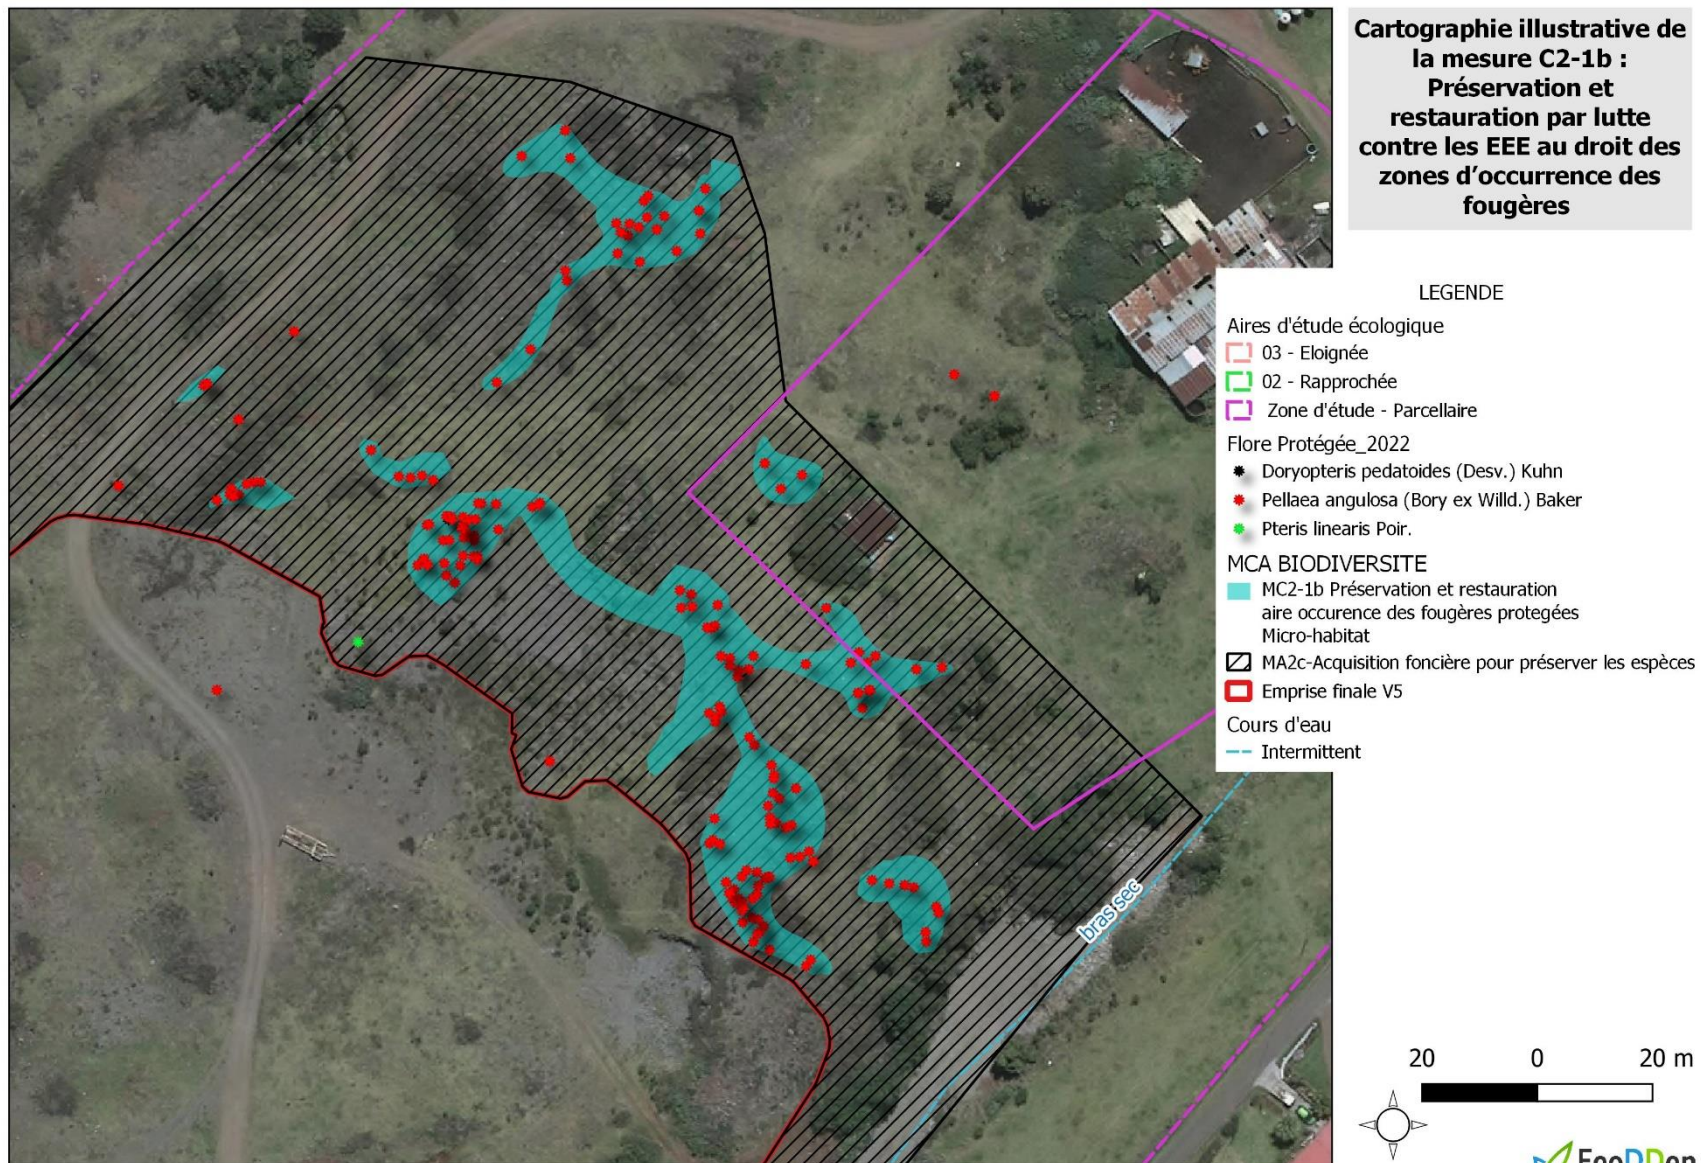 Cartographie illustrative de
la mesure C2-1b :
Préservation et
restauration par lutte
contre les EEE au droit des
zones d’occurrence des
fougères
LEGENDE
Aires d'étude écologique
03 - Eloignée
02 - Rapprochée
Zone d'étude - Parcellaire
Flore Protégée_2022
Doryopteris pedatoides (Desv.) Kuhn
Pellaea angulosa (Bory ex Willd.) Baker
Pteris linearis Poir.
MCA BIODIVERSITE
MC2-1b Préservation et restauration
aire occurence des fougères protegées
Micro-habitat
MA2c-Acquisition foncière pour préserver les espèces
Emprise finale V5
Cours d'eau
Intermittent
bras sec
20 0 20 m
EcoDDen